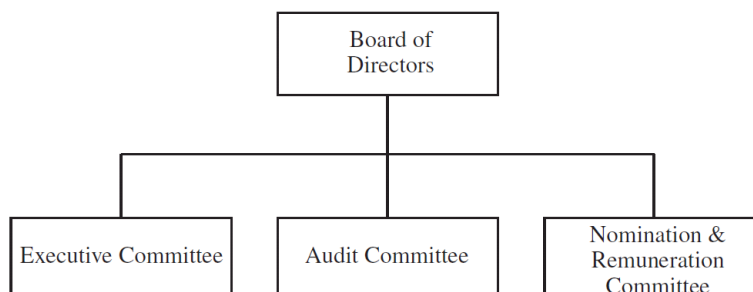 Board of
Directors
Executive Committee
Audit Committee
Nomination &
Remuneration
Committee